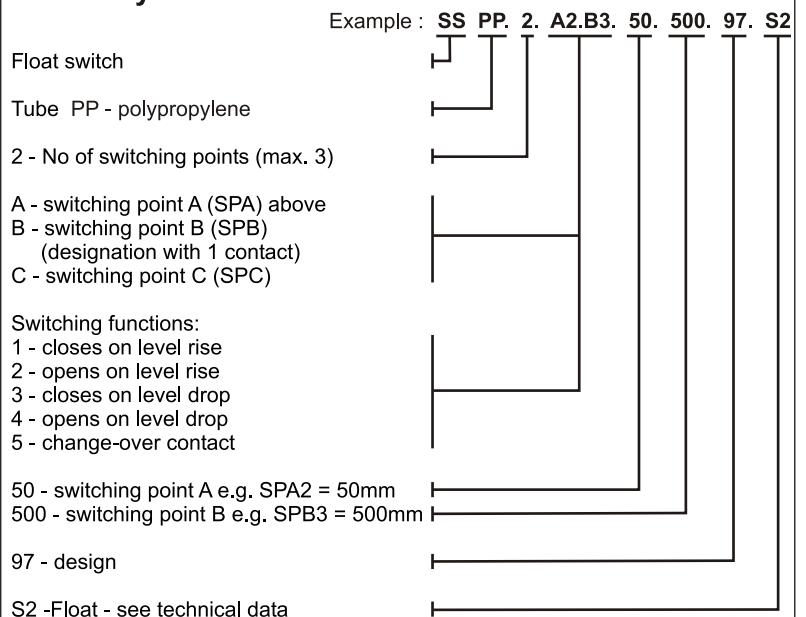 Example : SS PP. 2. A2.B3. 50. 500. 97. S2
Float switch
Tube PP - polypropylene
2 - No of switching points (max. 3)
A - switching point A (SPA) above
B - switching point B (SPB)
(designation with 1 contact)
C - switching point C (SPC)
Switching functions:
1 - closes on level rise
2 - opens on level rise
3 - closes on level drop
4 - opens on level drop
5 - change-over contact
50 - switching point A e.g. SPA2 = 50mm
500 - switching point B e.g. SPB3 = 500mm
97 - design
S2 -Float - see technical data